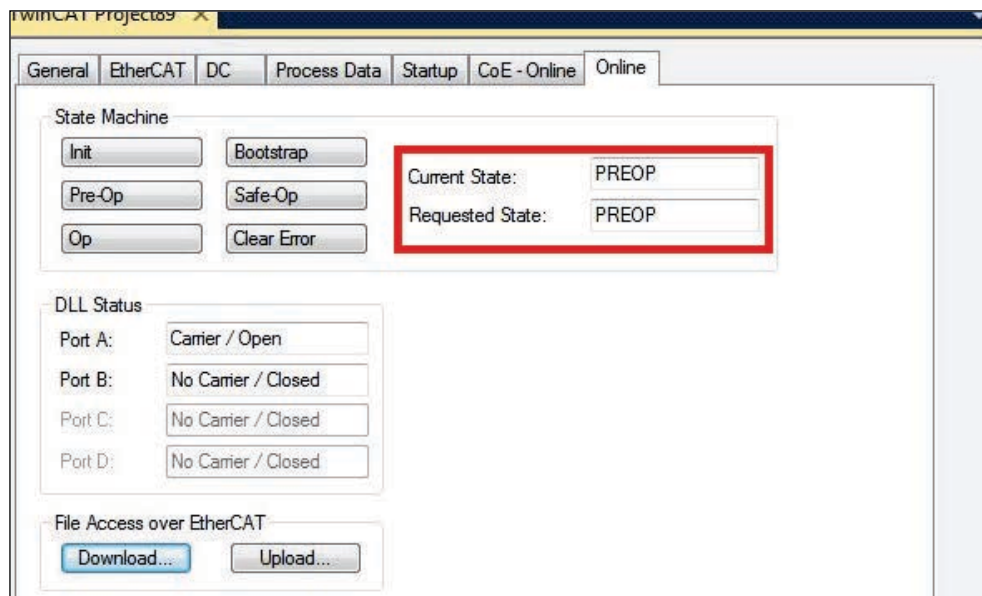 TwinCAT Project89 ×
General EtherCAT DC Process Data Startup CoE - Online Online
State Machine
Init Bootstrap
Current State: PREOP
Pre-Op Safe-Op
Requested State: PREOP
Op Clear Error
DLL Status
Port A: Carrier / Open
Port B: No Carrier / Closed
Port C: No Carrier / Closed
Port D: No Carrier / Closed
File Access over EtherCAT
Download... Upload...